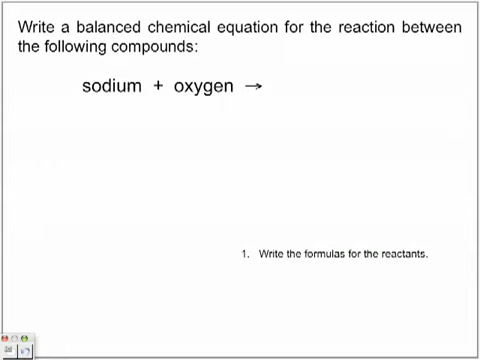 Write a balanced chemical equation for the reaction between
the following compounds:
sodium + oxygen →
1. Write the formulas for the reactants.